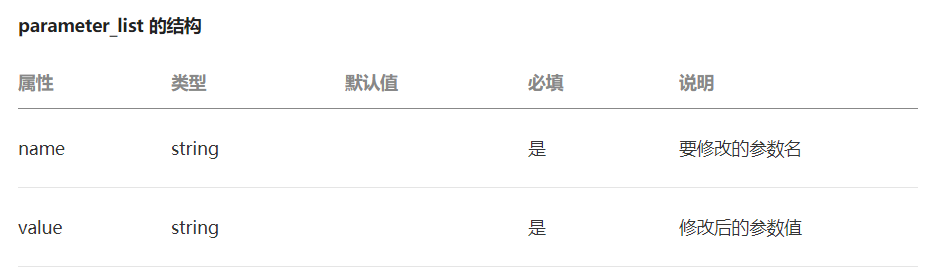 parameter_list 的结构
属性 类型 默认值 必填 说明
name string 是 要修改的参数名
value string 是 修改后的参数值